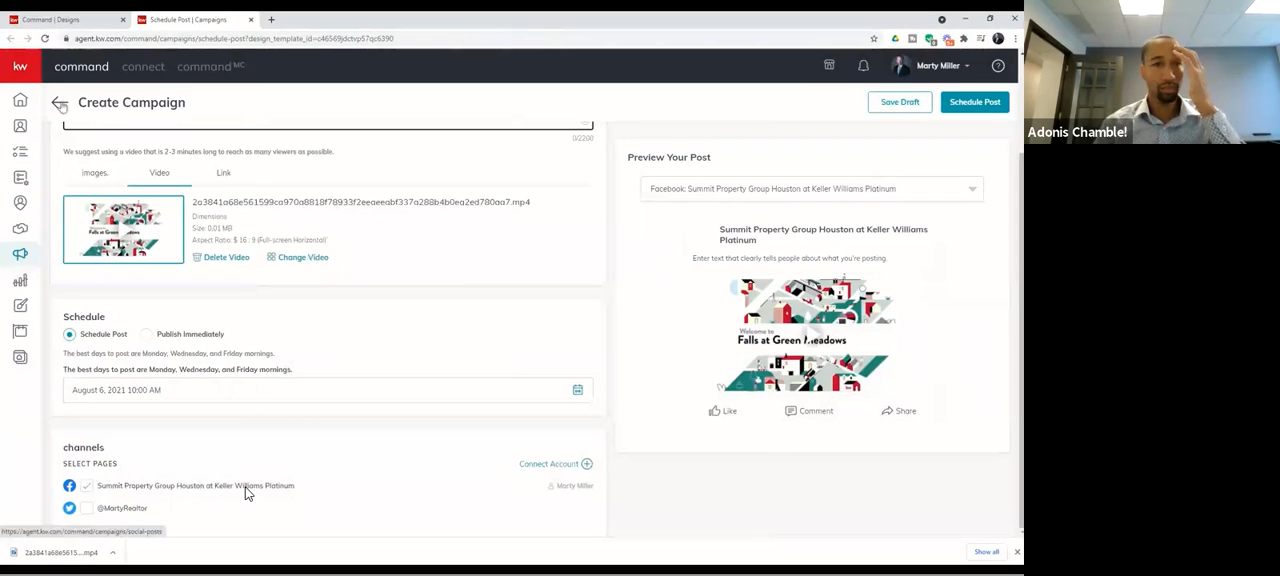 Command | Designs
Schedule Post | Campaigns
agent.kw.com/command/campaigns/schedule-post?design_template_id=c46569jdctvp57qc6390
kw command connect command MC Marty Miller
Create Campaign
Save Draft Schedule Post
0/2200
We suggest using a video that is 2-3 minutes long to reach as many viewers as possible.
images. Video Link
2a3841a68e561599ca970a8818f78933f2eeaeeabf337a288b4b0ea2ed780aa7.mp4
Dimensions
Size: 0.01 MB
Aspect Ratio: $ 16 : 9 (Full-screen Horizontal)'
Delete Video Change Video
Falls at Green Meadows
Schedule
Schedule Post Publish Immediately
The best days to post are Monday, Wednesday, and Friday mornings.
The best days to post are Monday, Wednesday, and Friday mornings.
August 6, 2021 10:00 AM
channels
SELECT PAGES Connect Account
Summit Property Group Houston at Keller Williams Platinum Marty Miller
@MartyRealtor
https://agent.kw.com/command/campaigns/social-posts
2a3841a68e5615....mp4 Show all
Preview Your Post
Facebook: Summit Property Group Houston at Keller Williams Platinum
Summit Property Group Houston at Keller Williams
Platinum
Enter text that clearly tells people about what you're posting.
Welcome to
Falls at Green Meadows
Like Comment Share
Adonis Chamble!